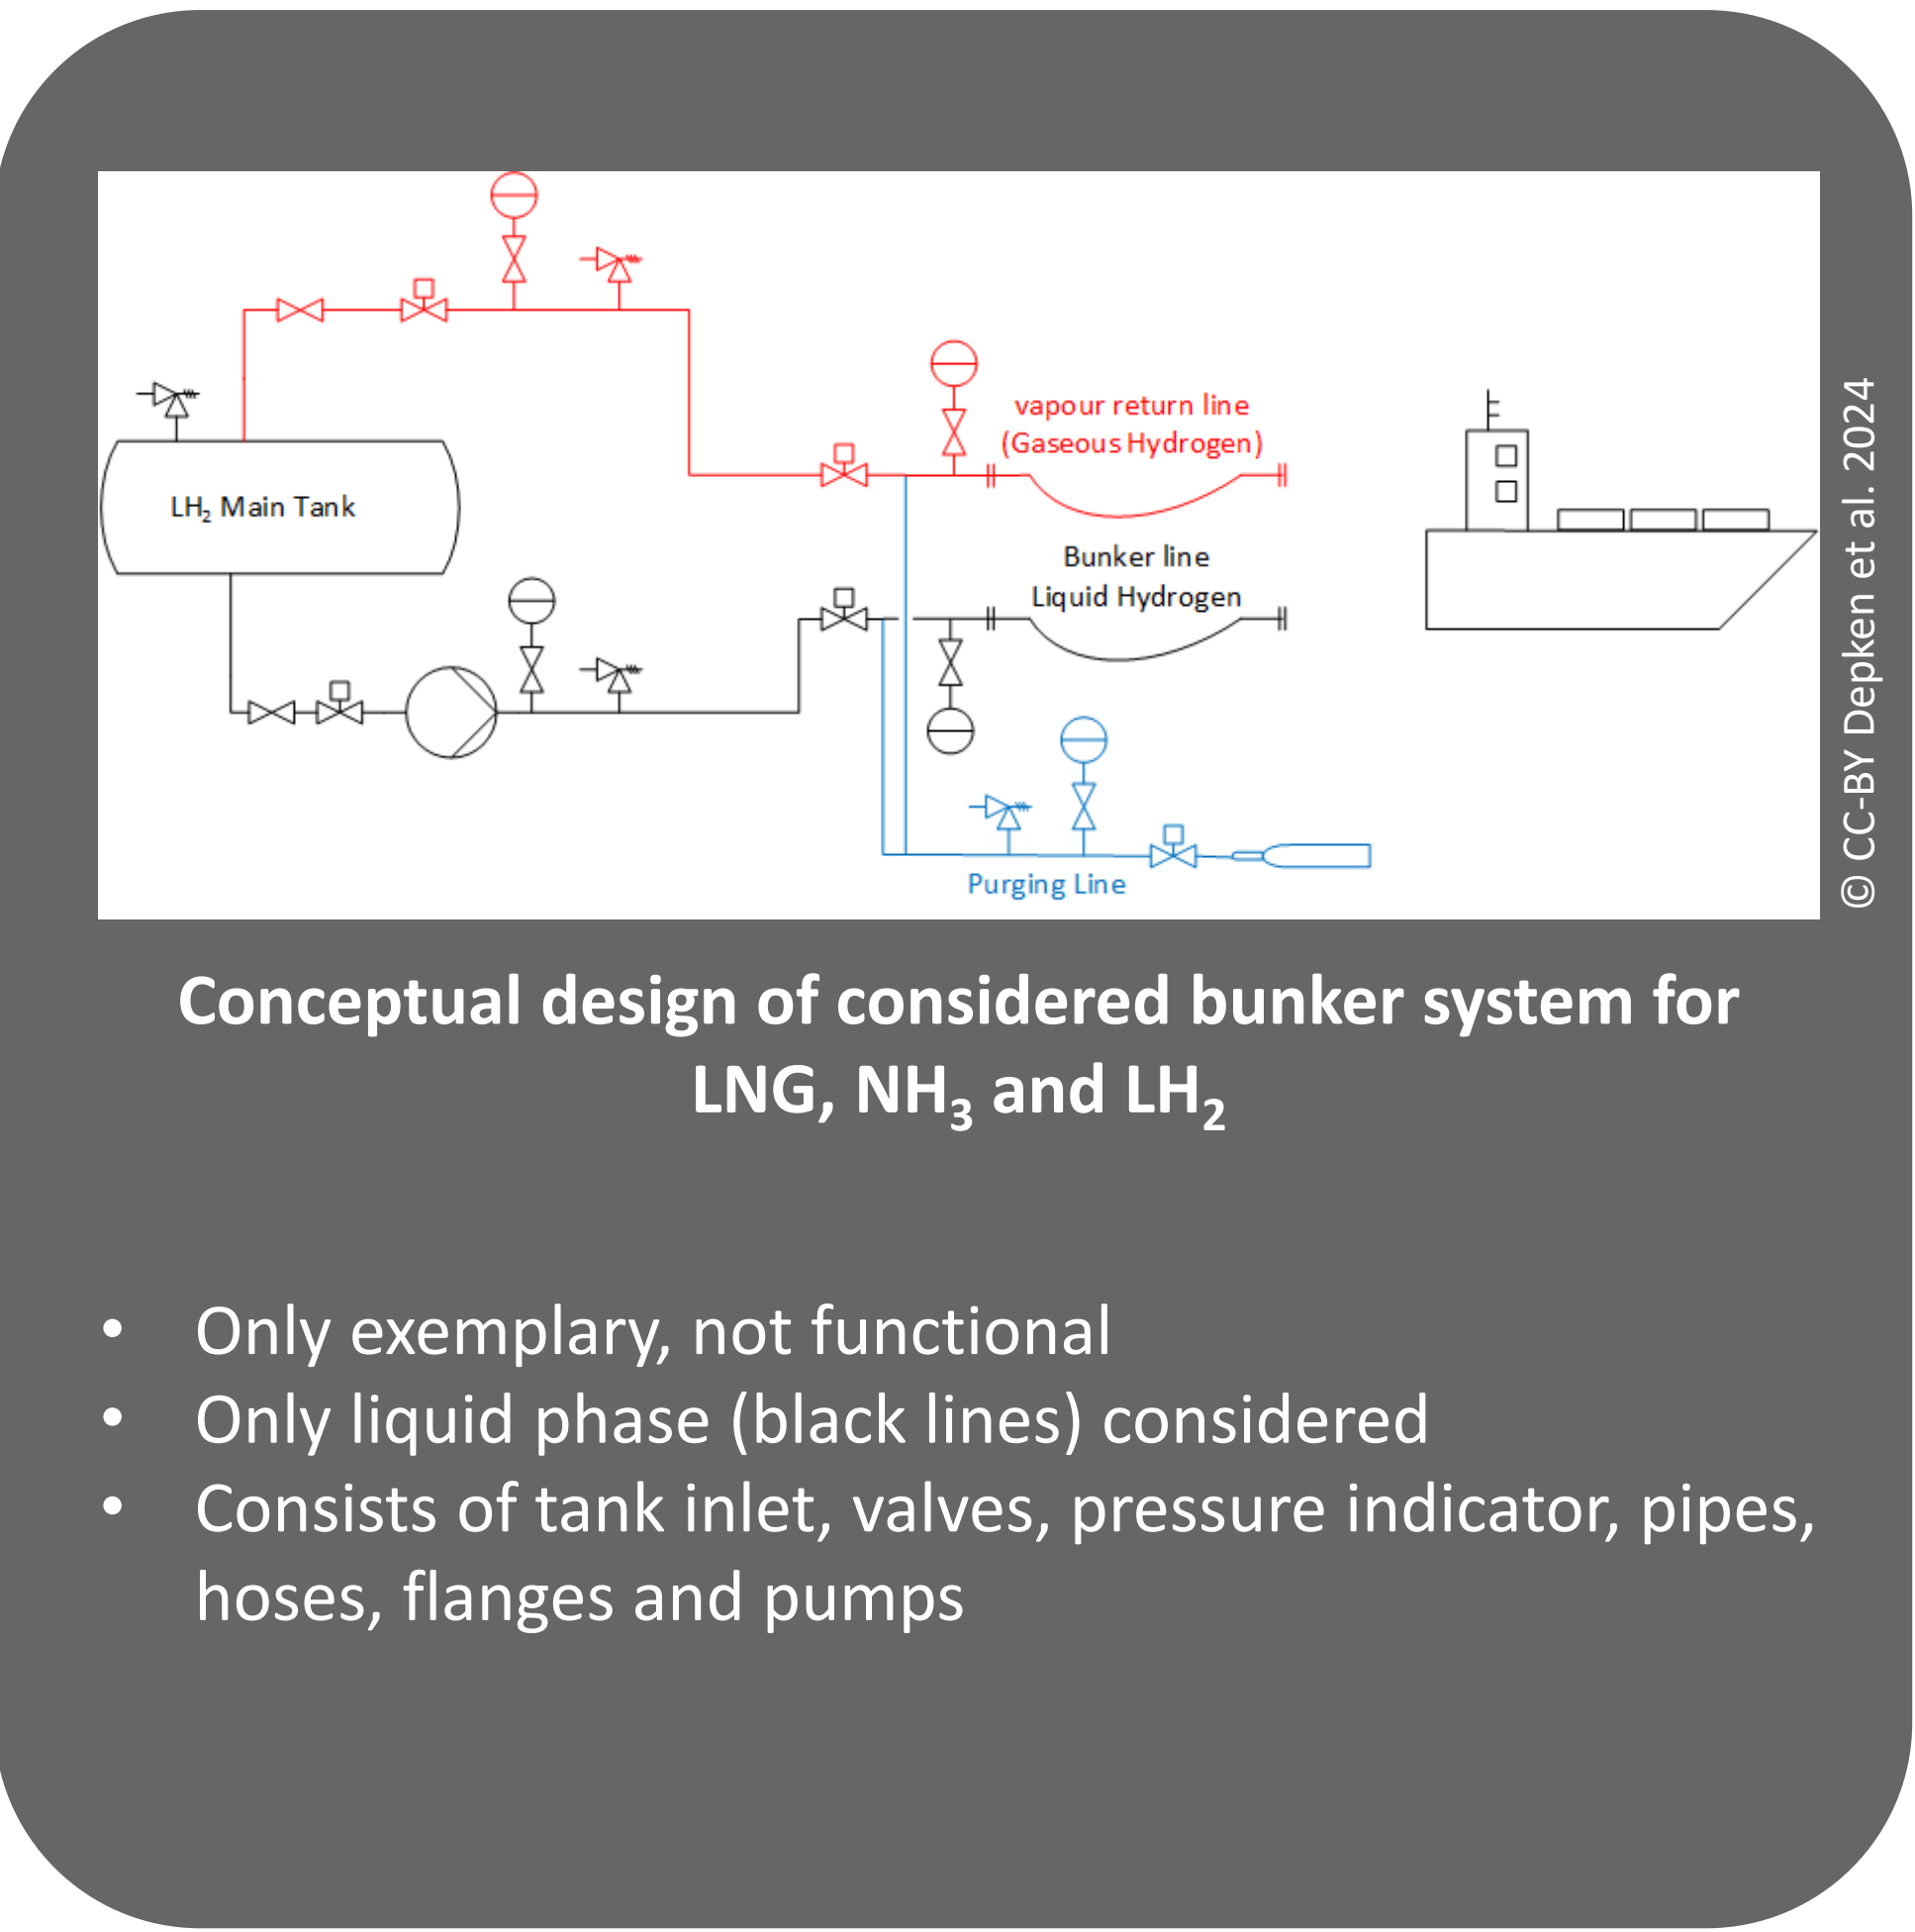 vapour return line
(Gaseous Hydrogen)
LH₂ Main Tank
Bunker line
Liquid Hydrogen
Purging Line
© CC-BY Depken et al. 2024
Conceptual design of considered bunker system for
LNG, NH₃ and LH₂
• Only exemplary, not functional
• Only liquid phase (black lines) considered
• Consists of tank inlet, valves, pressure indicator, pipes,
hoses, flanges and pumps